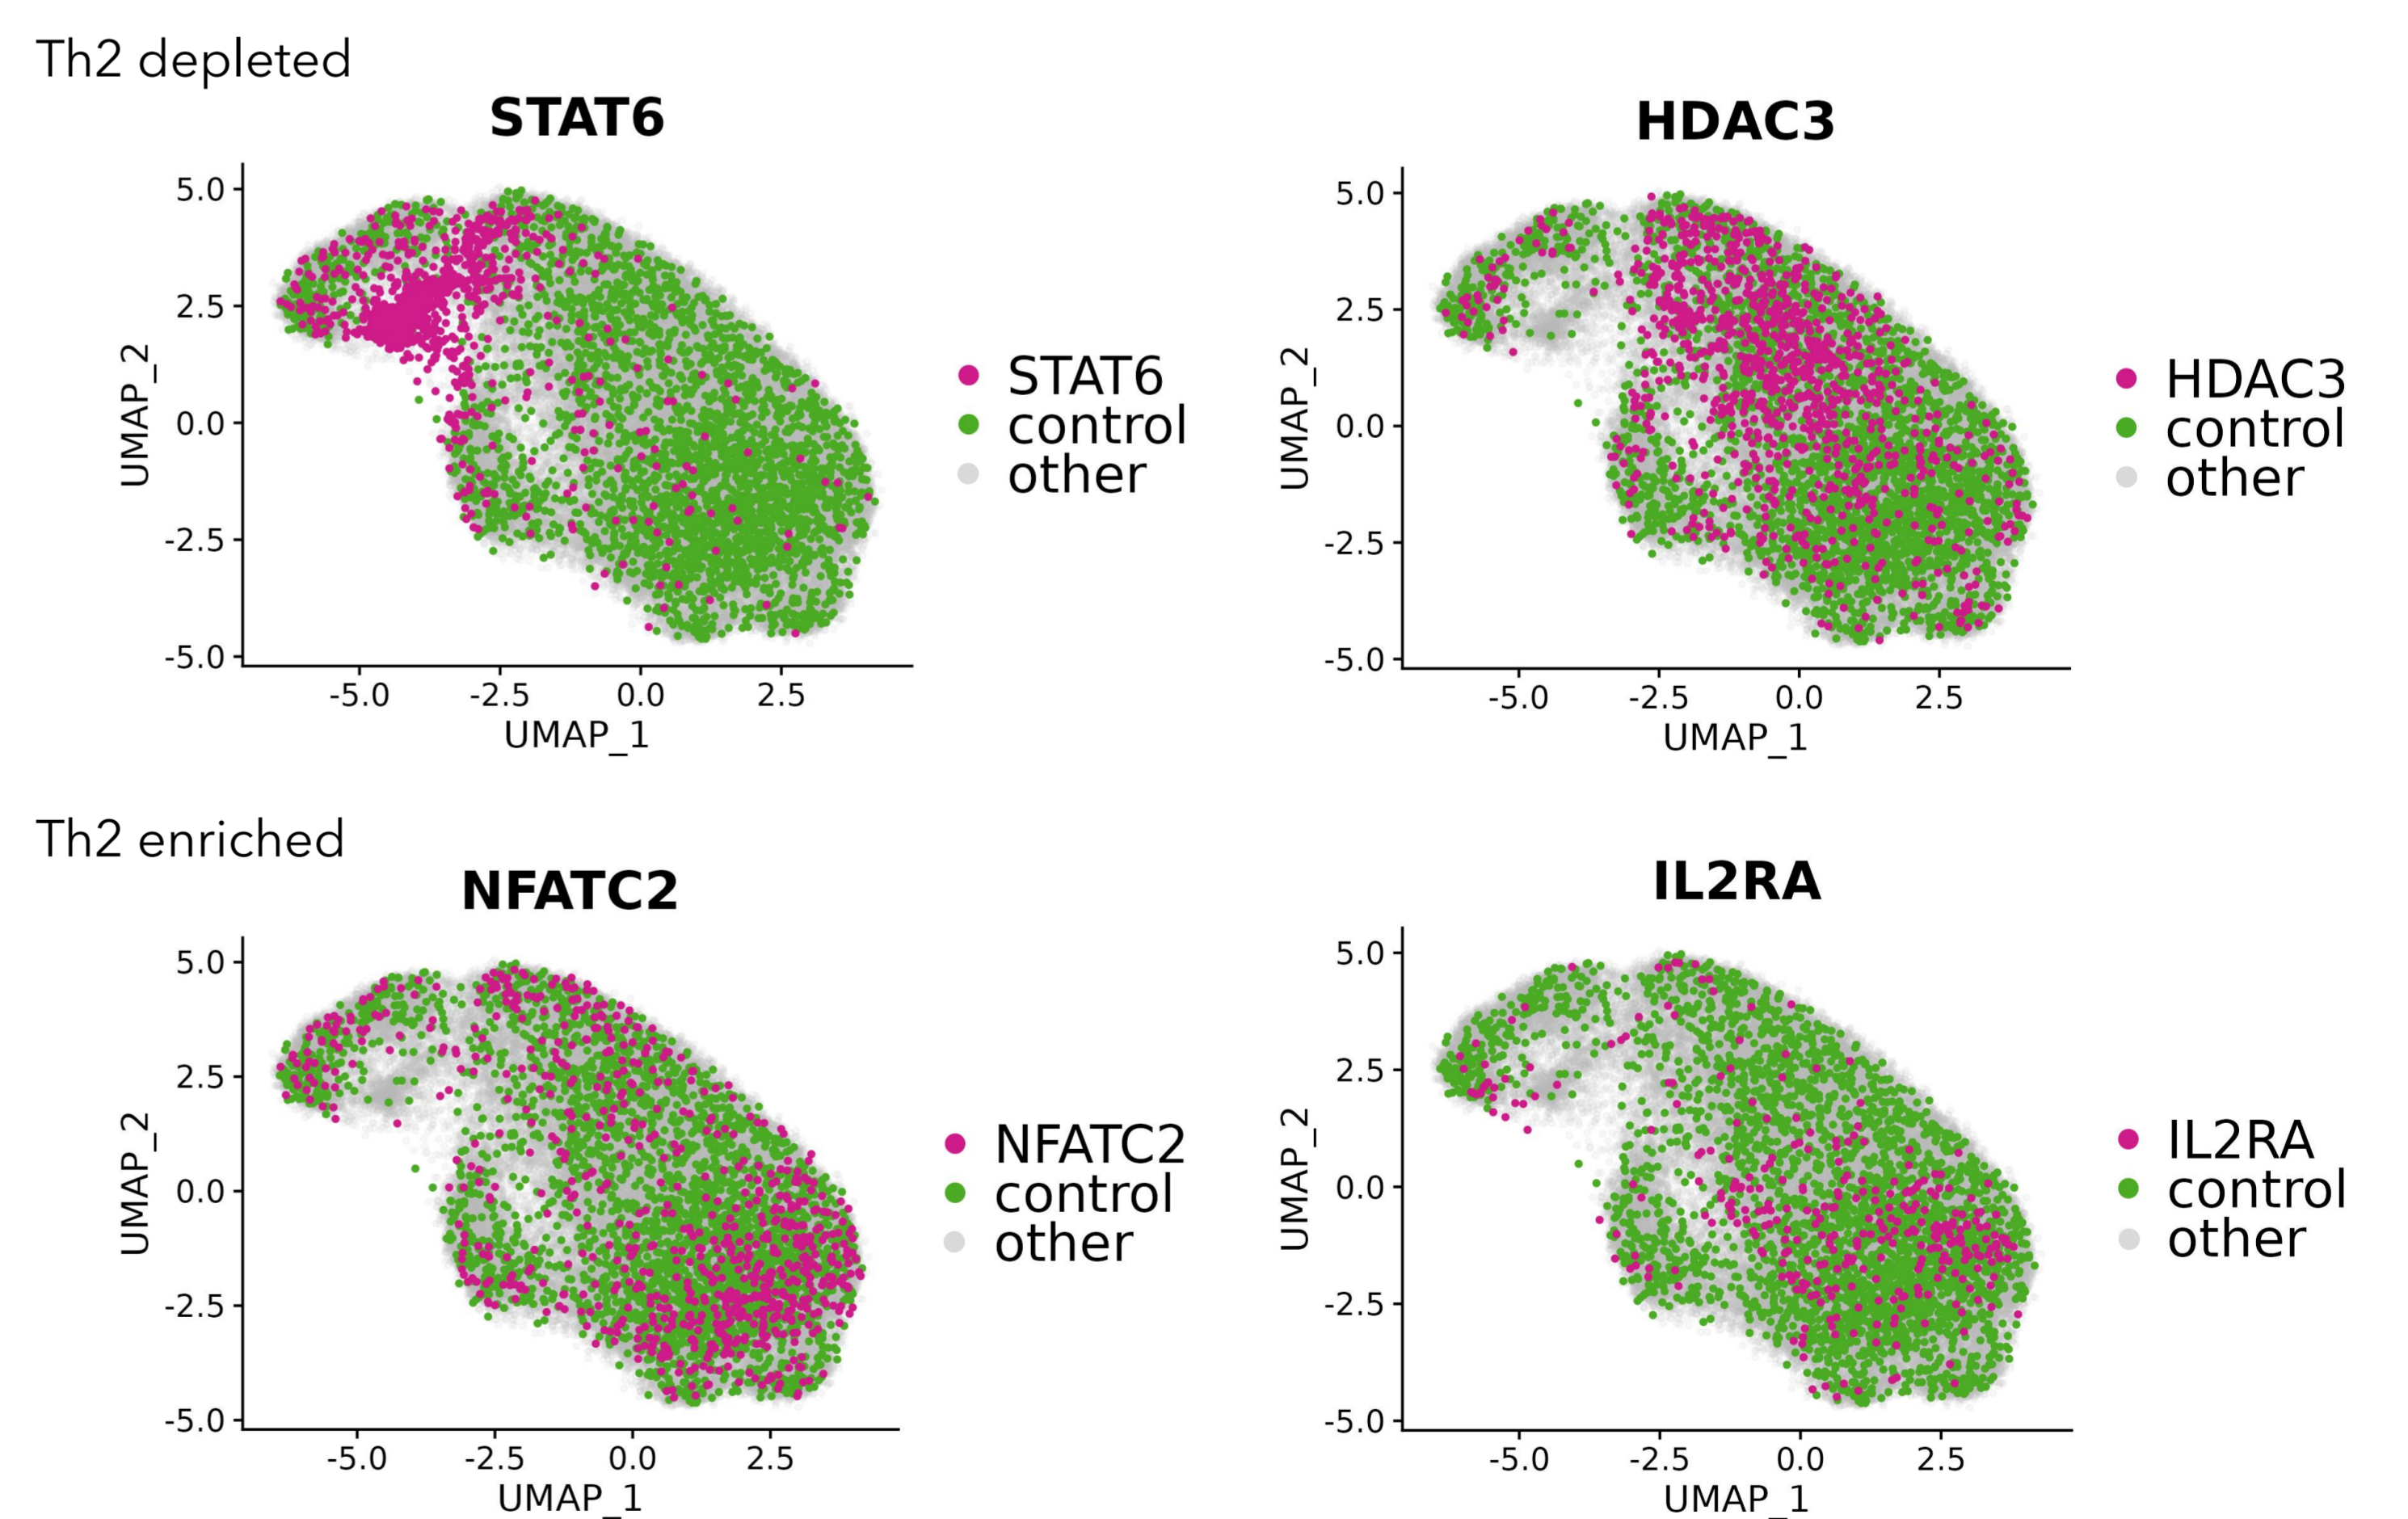 Th2 depleted
STAT6
5.0
2.5
0.0
-2.5
-5.0
UMAP_2
-5.0 -2.5 0.0 2.5
UMAP_1
STAT6
control
other
HDAC3
5.0
2.5
0.0
-2.5
-5.0
UMAP_2
-5.0 -2.5 0.0 2.5
UMAP_1
HDAC3
control
other
Th2 enriched
NFATC2
5.0
2.5
0.0
-2.5
-5.0
UMAP_2
-5.0 -2.5 0.0 2.5
UMAP_1
NFATC2
control
other
IL2RA
5.0
2.5
0.0
-2.5
-5.0
UMAP_2
-5.0 -2.5 0.0 2.5
UMAP_1
IL2RA
control
other